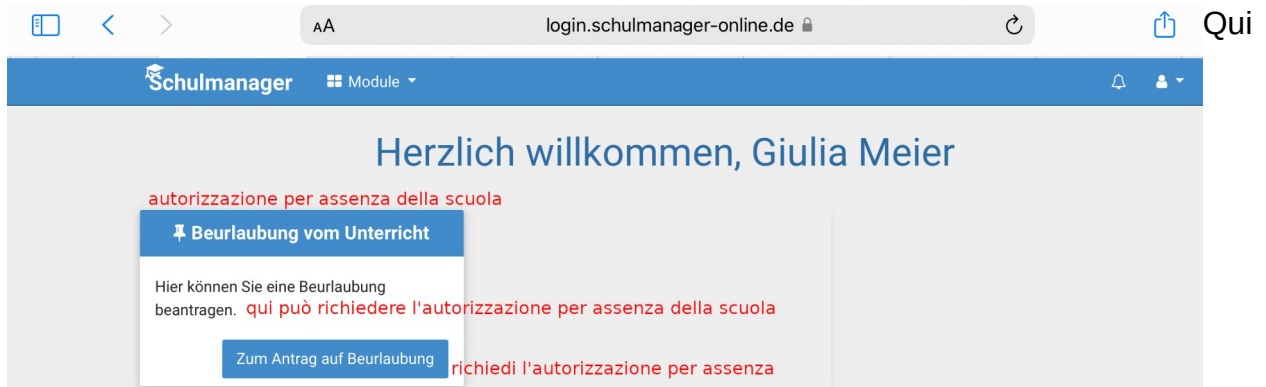 AA login.schulmanager-online.de Qui
Schulmanager Module
Herzlich willkommen, Giulia Meier
autorizzazione per assenza della scuola
Beurlaubung vom Unterricht
Hier können Sie eine Beurlaubung
beantragen. qui può richiedere l'autorizzazione per assenza della scuola
Zum Antrag auf Beurlaubung richiedi l'autorizzazione per assenza